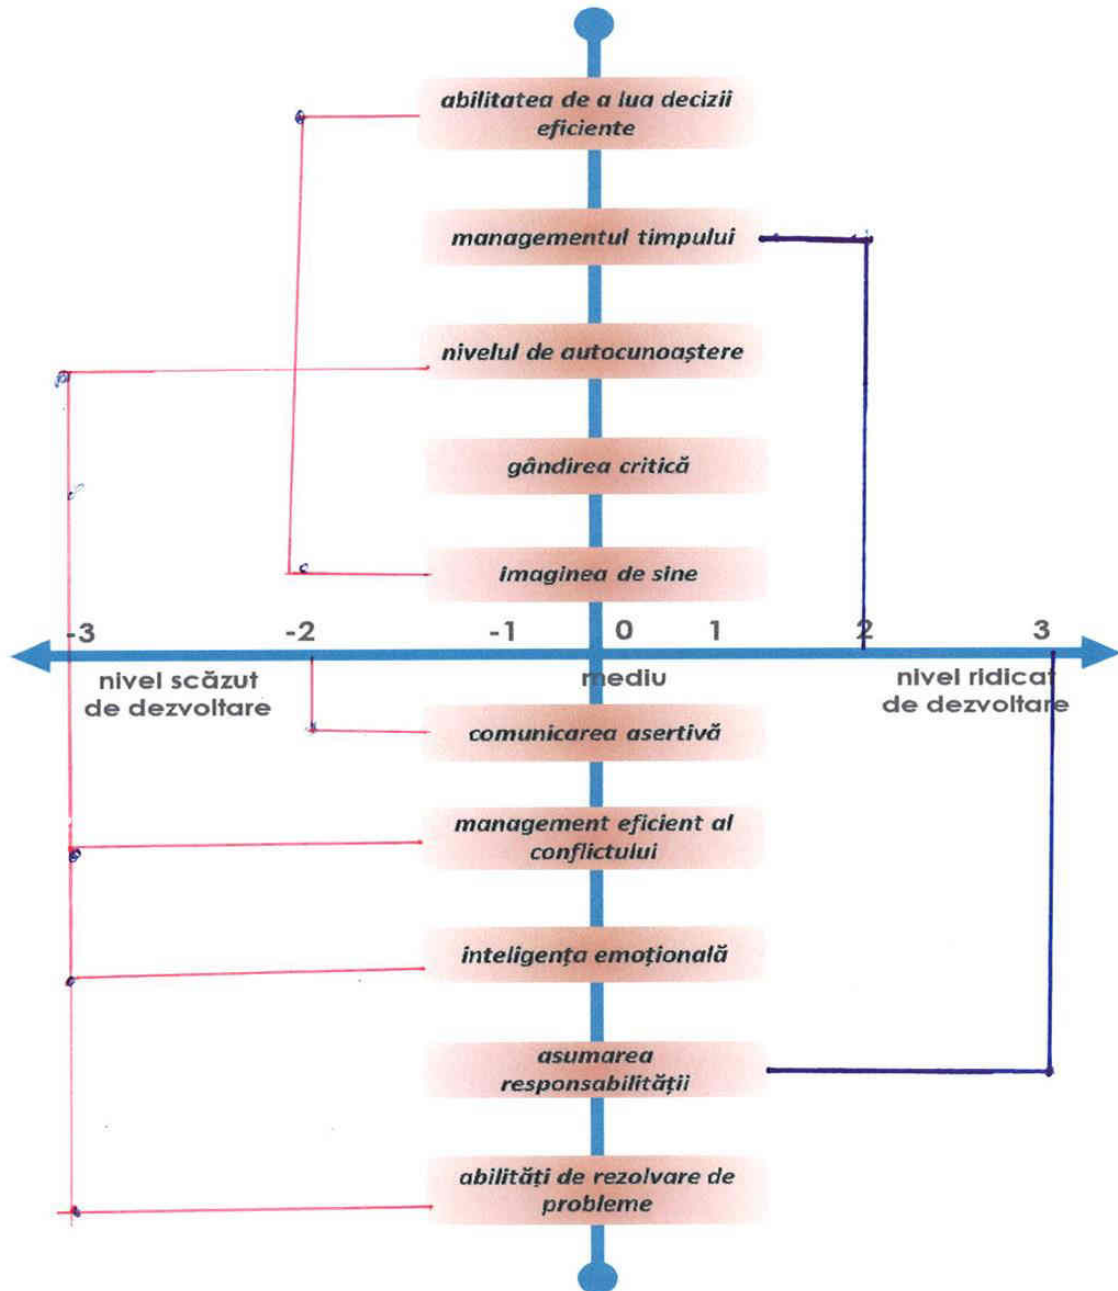 abilitatea de a lua decizii
eficiente
managementul timpului
nivelul de autocunoaștere
gândirea critică
imaginea de sine
-3 -2 -1 0 1 2 3
nivel scăzut
de dezvoltare
mediu
nivel ridicat
de dezvoltare
comunicarea asertivă
management eficient al
conflictului
inteligența emoțională
asumarea
responsabilității
abilități de rezolvare de
probleme